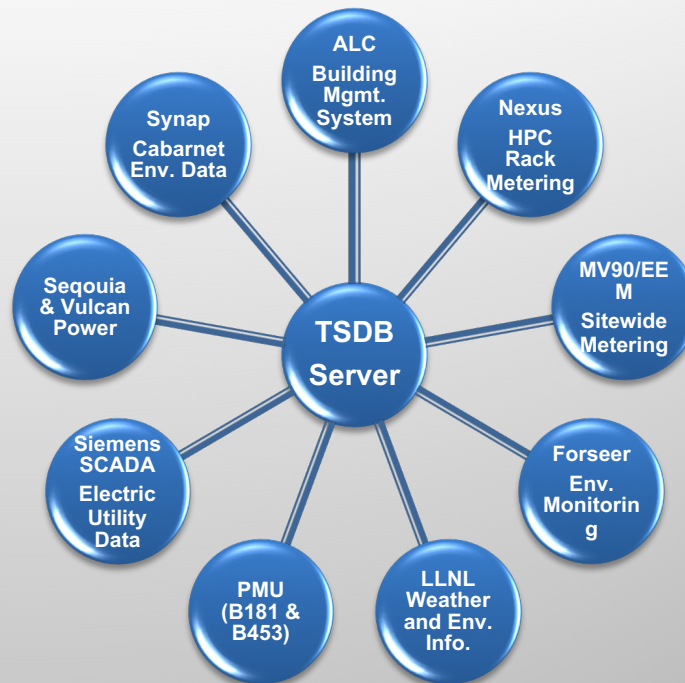 ALC
Building
Mgmt.
System
Nexus
HPC
Rack
Metering
MV90/EE
M
Sitewide
Metering
Forseer
Env.
Monitorin
g
LLNL
Weather
and Env.
Info.
PMU
(B181 &
B453)
Siemens
SCADA
Electric
Utility
Data
Seqouia
& Vulcan
Power
Synap
Cabarnet
Env. Data
TSDB
Server